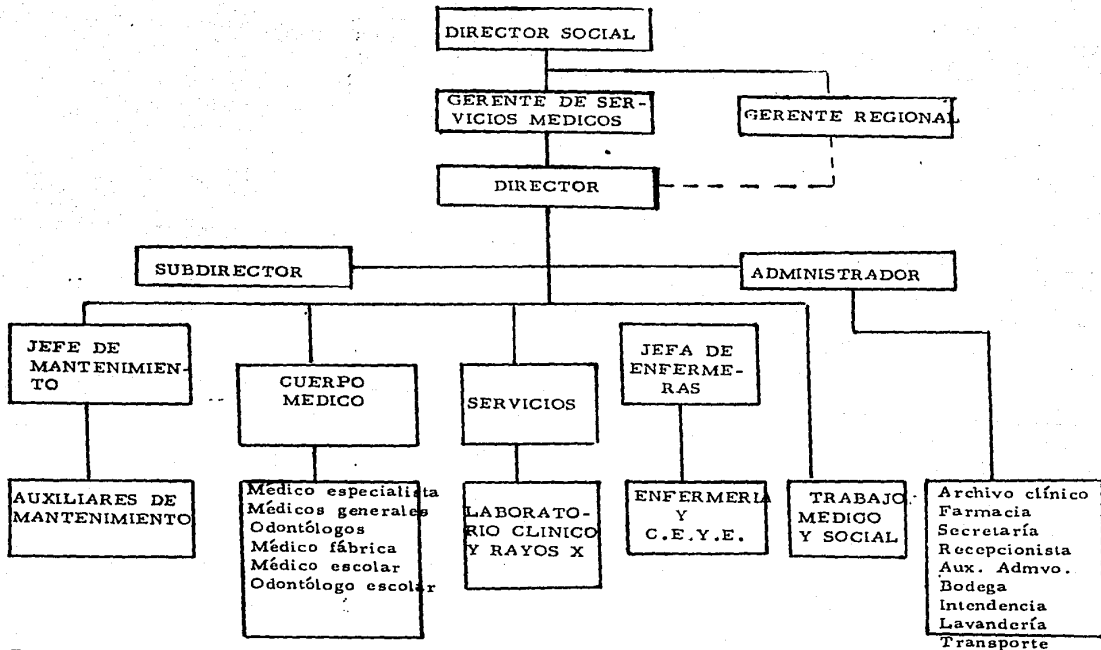 DIRECTOR SOCIAL
GERENTE DE SER-
VICIOS MEDICOS
GERENTE REGIONAL
DIRECTOR
SUBDIRECTOR
ADMINISTRADOR
JEFE DE
MANTENIMIEN-
TO
CUERPO
MEDICO
SERVICIOS
JEFA DE
ENFERME-
RAS
AUXILIARES DE
MANTENIMIENTO
Médico especialista
Médicos generales
Odontólogos
Médico fábrica
Médico escolar
Odontólogo escolar
LABORATO-
RIO CLINICO
Y RAYOS X
ENFERMERIA
Y
C.E.Y.E.
TRABAJO
MEDICO
Y SOCIAL
Archivo clínico
Farmacia
Secretaría
Recepcionista
Aux. Admvo.
Bodega
Intendencia
Lavandería
Transporte